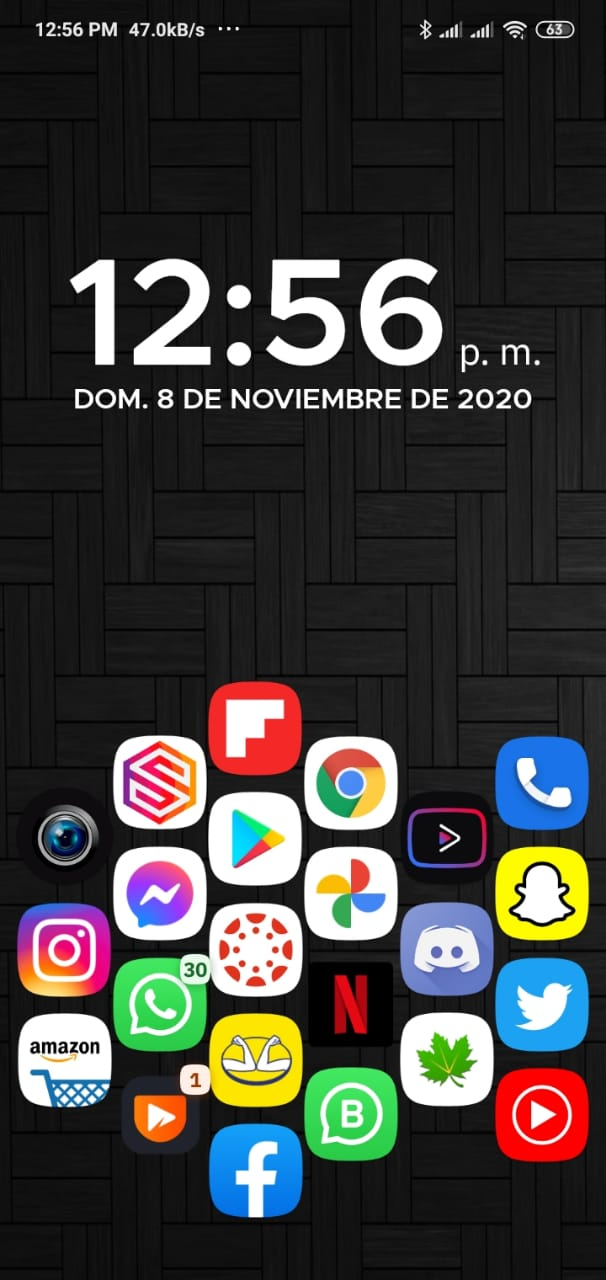 12:56 PM 47.0kB/s ...
63
12:56 p. m.
DOM. 8 DE NOVIEMBRE DE 2020
30
amazon
1
B